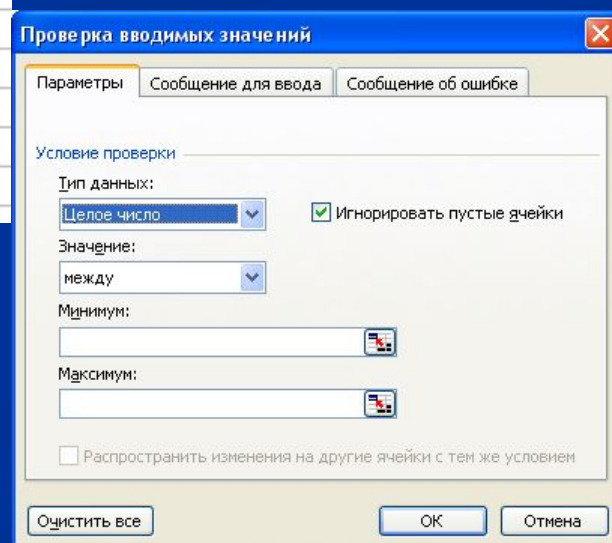 Проверка вводимых значений
Параметры Сообщение для ввода Сообщение об ошибке
Условие проверки
Тип данных:
Целое число Игнорировать пустые ячейки
Значение:
между
Минимум:
Максимум:
Распространить изменения на другие ячейки с тем же условием
Очистить все ОК Отмена